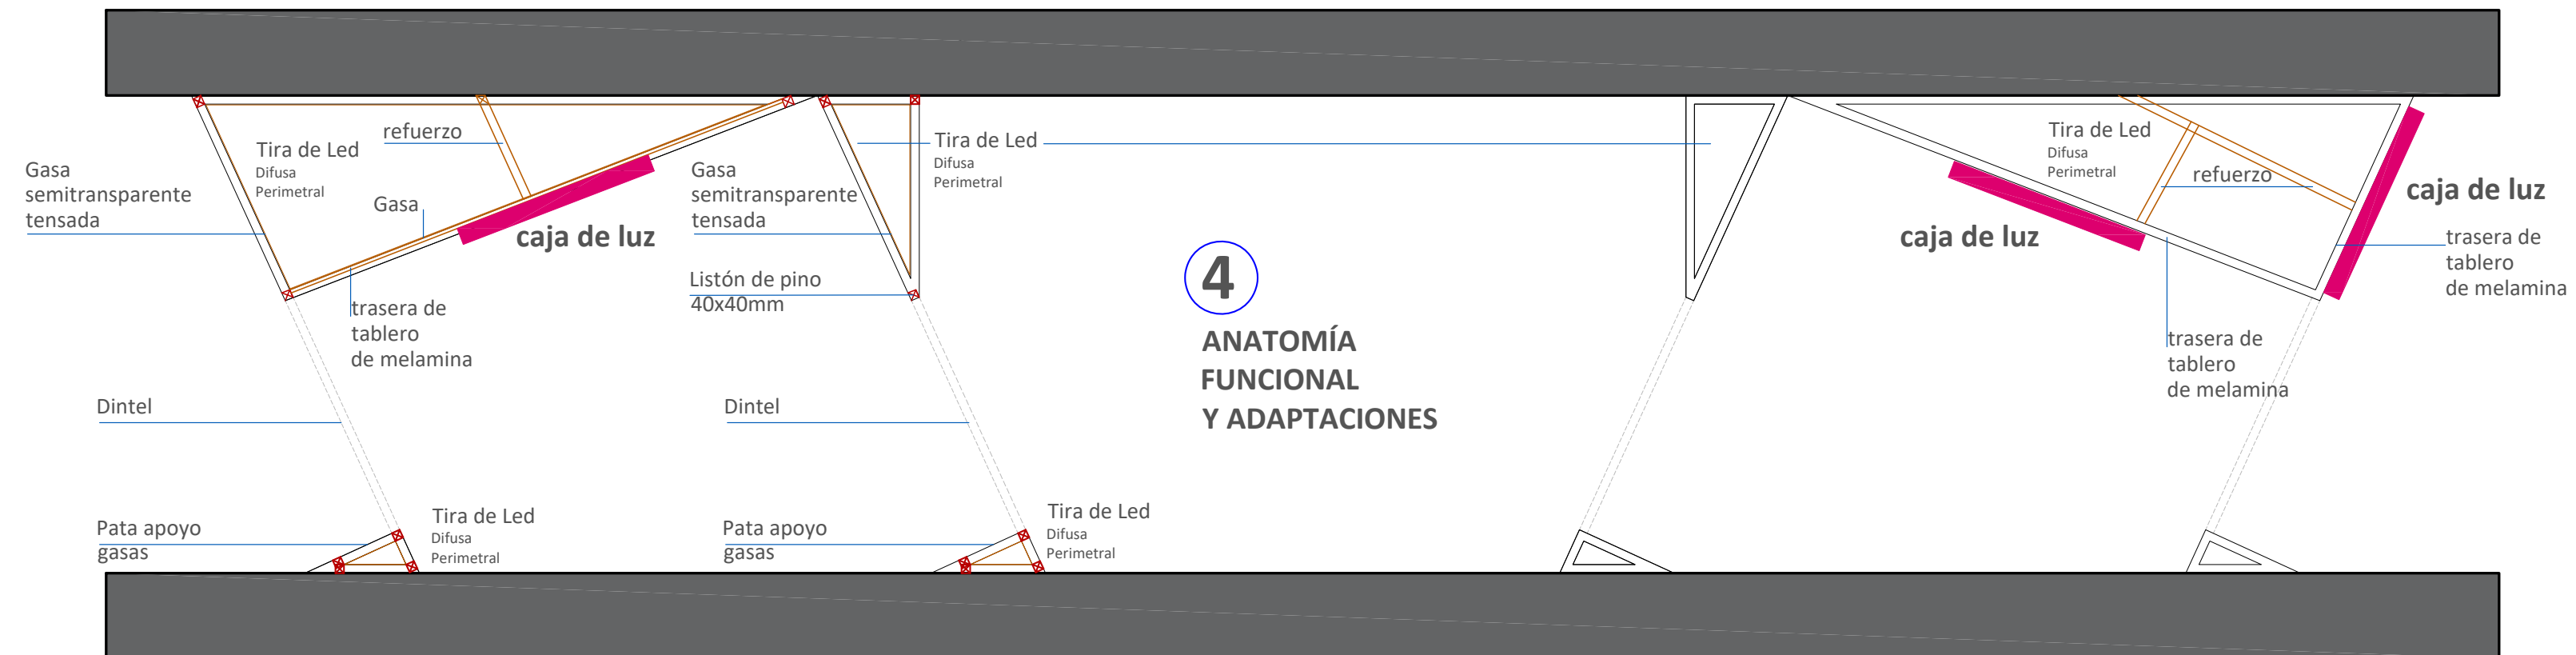 Gasa
semitransparente
tensada
Tira de Led
Difusa
Perimetral
refuerzo
Gasa
caja de luz
trasera de
tablero
de melamina
Dintel
Pata apoyo
gasas
Tira de Led
Difusa
Perimetral
Gasa
semitransparente
tensada
Tira de Led
Difusa
Perimetral
Listón de pino
40x40mm
Dintel
Pata apoyo
gasas
Tira de Led
Difusa
Perimetral
4
ANATOMÍA
FUNCIONAL
Y ADAPTACIONES
caja de luz
Tira de Led
Difusa
Perimetral
refuerzo
trasera de
tablero
de melamina
caja de luz
trasera de
tablero
de melamina